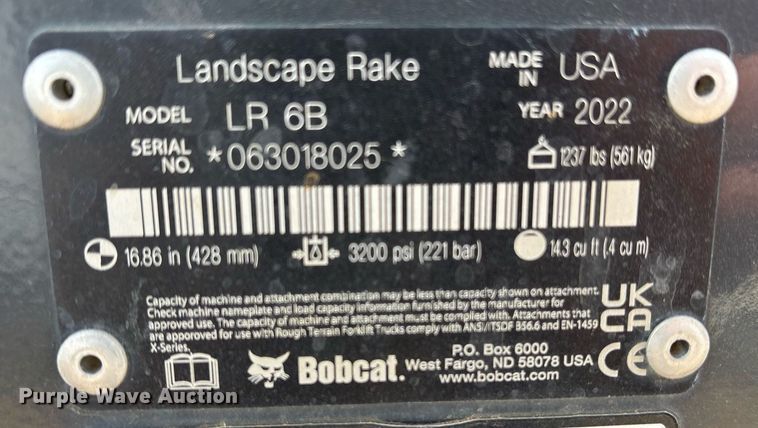 Landscape Rake MADE IN USA
MODEL LR 6B YEAR 2022
SERIAL NO. *063018025* 1237 lbs (561 kg)
16.86 in (428 mm) 3200 psi (221 bar) 14.3 cu ft (.4 cu m)
Capacity of machine and attachment combination may be less than capacity shown on attachment.
Check machine nameplate and load capacity information furnished by the manufacturer for
approved use. The capacity of machine and attachment must be complied with. Attachments that
are apporoved for use with Rough Terrain Forklift Trucks comply with ANSI/ITSDF B56.6 and EN-1459
X-Series.
UK
CA
Bobcat.
P.O. Box 6000
West Fargo, ND 58078 USA
www.bobcat.com
CE
Purple Wave Auction